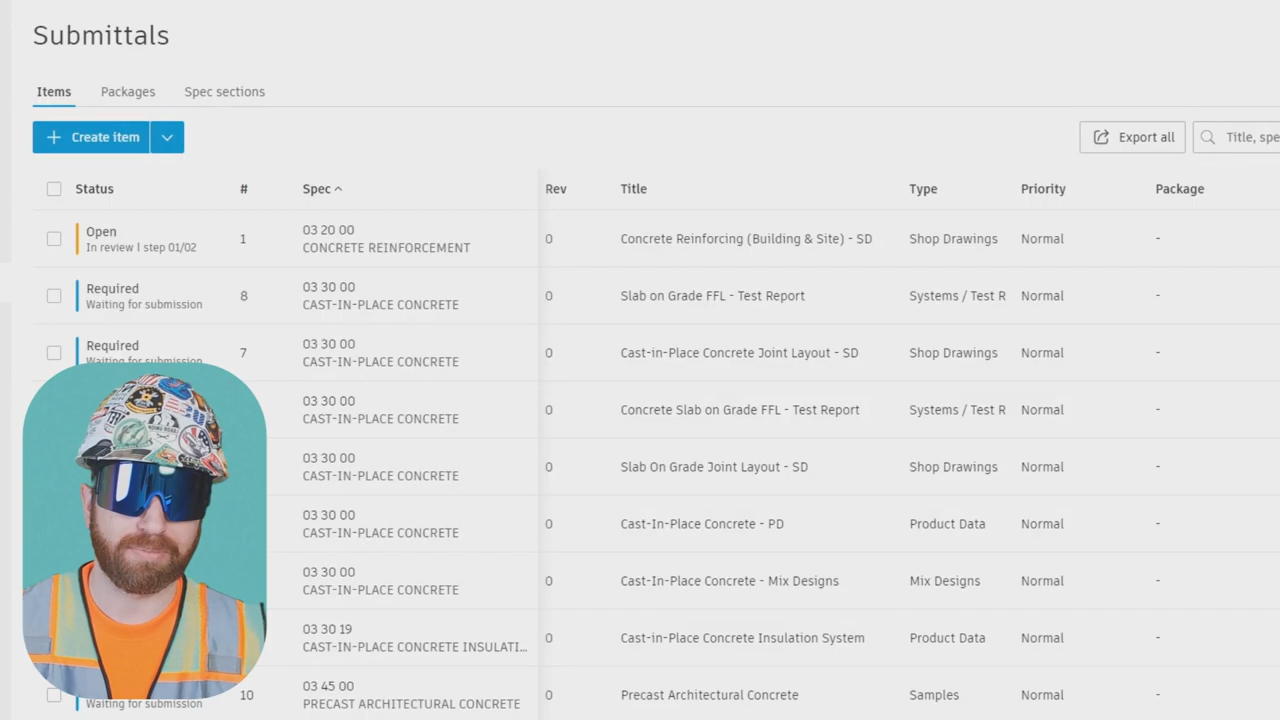 Submittals
Items Packages Spec sections
Create item Export all Title, spe
Status # Spec Rev Title Type Priority Package
Open
In review | step 01/02
1
03 20 00
CONCRETE REINFORCEMENT
0 Concrete Reinforcing (Building & Site) - SD Shop Drawings Normal -
Required
Waiting for submission
8
03 30 00
CAST-IN-PLACE CONCRETE
0 Slab on Grade FFL - Test Report Systems / Test R Normal -
Required
Waiting for submission
7
03 30 00
CAST-IN-PLACE CONCRETE
0 Cast-in-Place Concrete Joint Layout - SD Shop Drawings Normal -
03 30 00
CAST-IN-PLACE CONCRETE
0 Concrete Slab on Grade FFL - Test Report Systems / Test R Normal -
03 30 00
CAST-IN-PLACE CONCRETE
0 Slab On Grade Joint Layout - SD Shop Drawings Normal -
03 30 00
CAST-IN-PLACE CONCRETE
0 Cast-In-Place Concrete - PD Product Data Normal -
03 30 00
CAST-IN-PLACE CONCRETE
0 Cast-In-Place Concrete - Mix Designs Mix Designs Normal -
03 30 19
CAST-IN-PLACE CONCRETE INSULATI...
0 Cast-in-Place Concrete Insulation System Product Data Normal -
Waiting for submission
10
03 45 00
PRECAST ARCHITECTURAL CONCRETE
0 Precast Architectural Concrete Samples Normal -